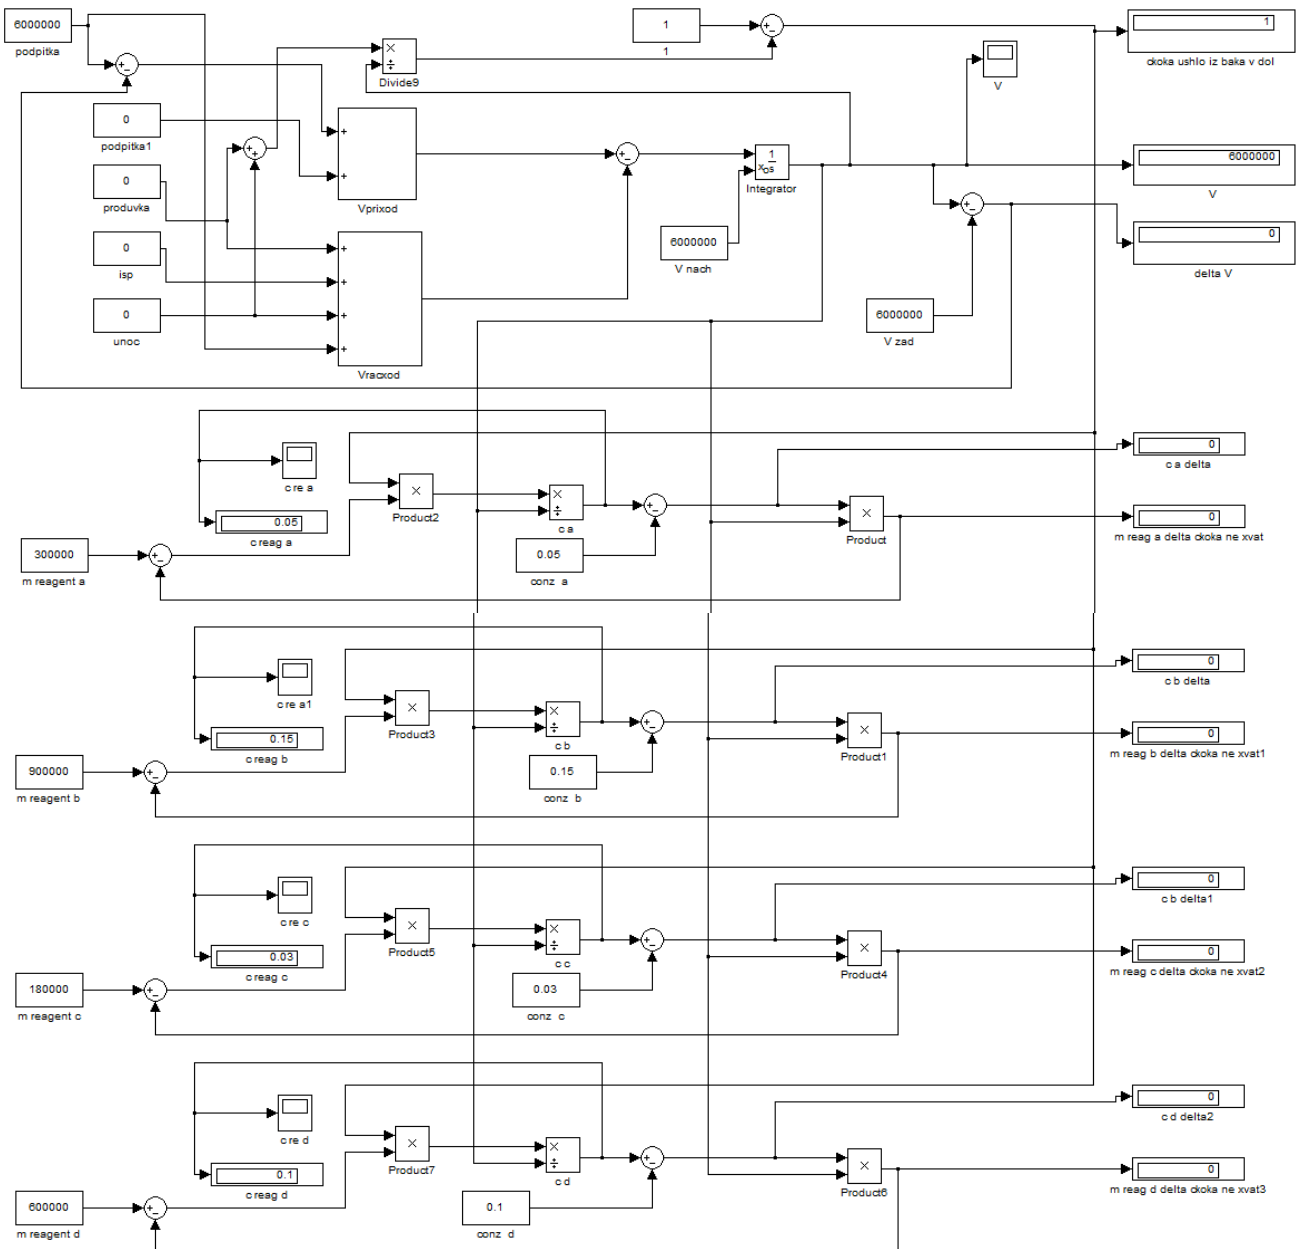 6000000
podpitka
1
1
1
ckoka ushlo iz baka v dol
Divide9
V
0
podpitka1
0
produvka
0
isp
0
unoc
Vprixod
Vracxod
1
s
xo
Integrator
6000000
V nach
6000000
V
0
delta V
6000000
V zad
c re a
0.05
c reag a
300000
m reagent a
Product2
c a
0.05
conz a
Product
0
c a delta
0
m reag a delta ckoka ne xvat
c re a1
0.15
c reag b
900000
m reagent b
Product3
c b
0.15
conz b
Product1
0
c b delta
0
m reag b delta ckoka ne xvat1
c re c
0.03
c reag c
180000
m reagent c
Product5
c c
0.03
conz c
Product4
0
c b delta1
0
m reag c delta ckoka ne xvat2
c re d
0.1
c reag d
600000
m reagent d
Product7
c d
0.1
conz d
Product6
0
c d delta2
0
m reag d delta ckoka ne xvat3